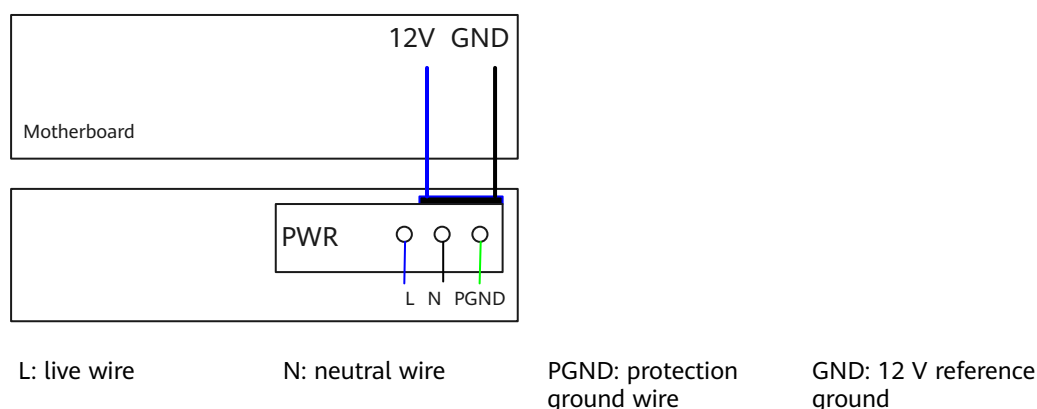 12V GND
Motherboard
PWR
L N PGND
L: live wire
N: neutral wire
PGND: protection
ground wire
GND: 12 V reference
ground